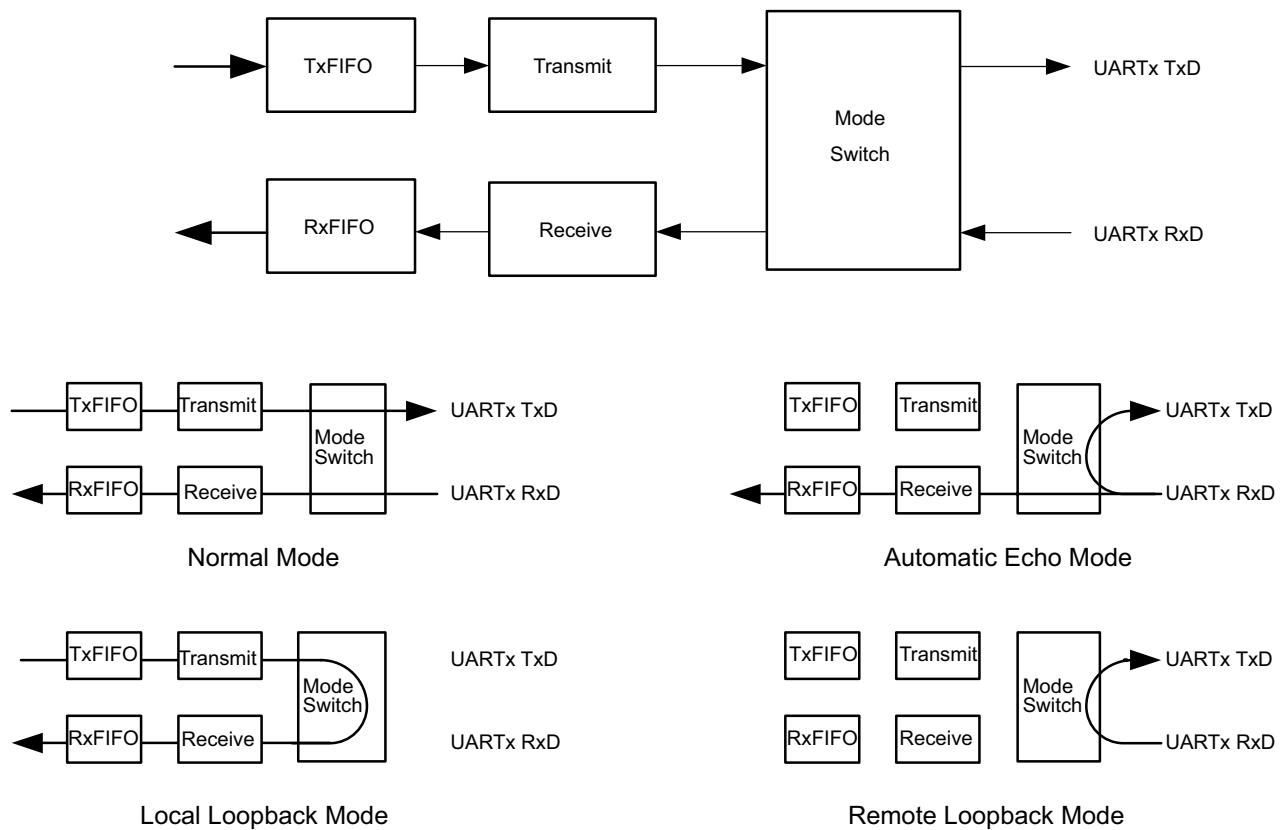 TxFIFO
Transmit
Mode
Switch
UARTx TxD
RxFIFO
Receive
UARTx RxD
TxFIFO
Transmit
Mode
Switch
UARTx TxD
RxFIFO
Receive
UARTx RxD
Normal Mode
TxFIFO
Transmit
Mode
Switch
UARTx TxD
RxFIFO
Receive
UARTx RxD
Automatic Echo Mode
TxFIFO
Transmit
Mode
Switch
UARTx TxD
RxFIFO
Receive
UARTx RxD
Local Loopback Mode
TxFIFO
Transmit
Mode
Switch
UARTx TxD
RxFIFO
Receive
UARTx RxD
Remote Loopback Mode